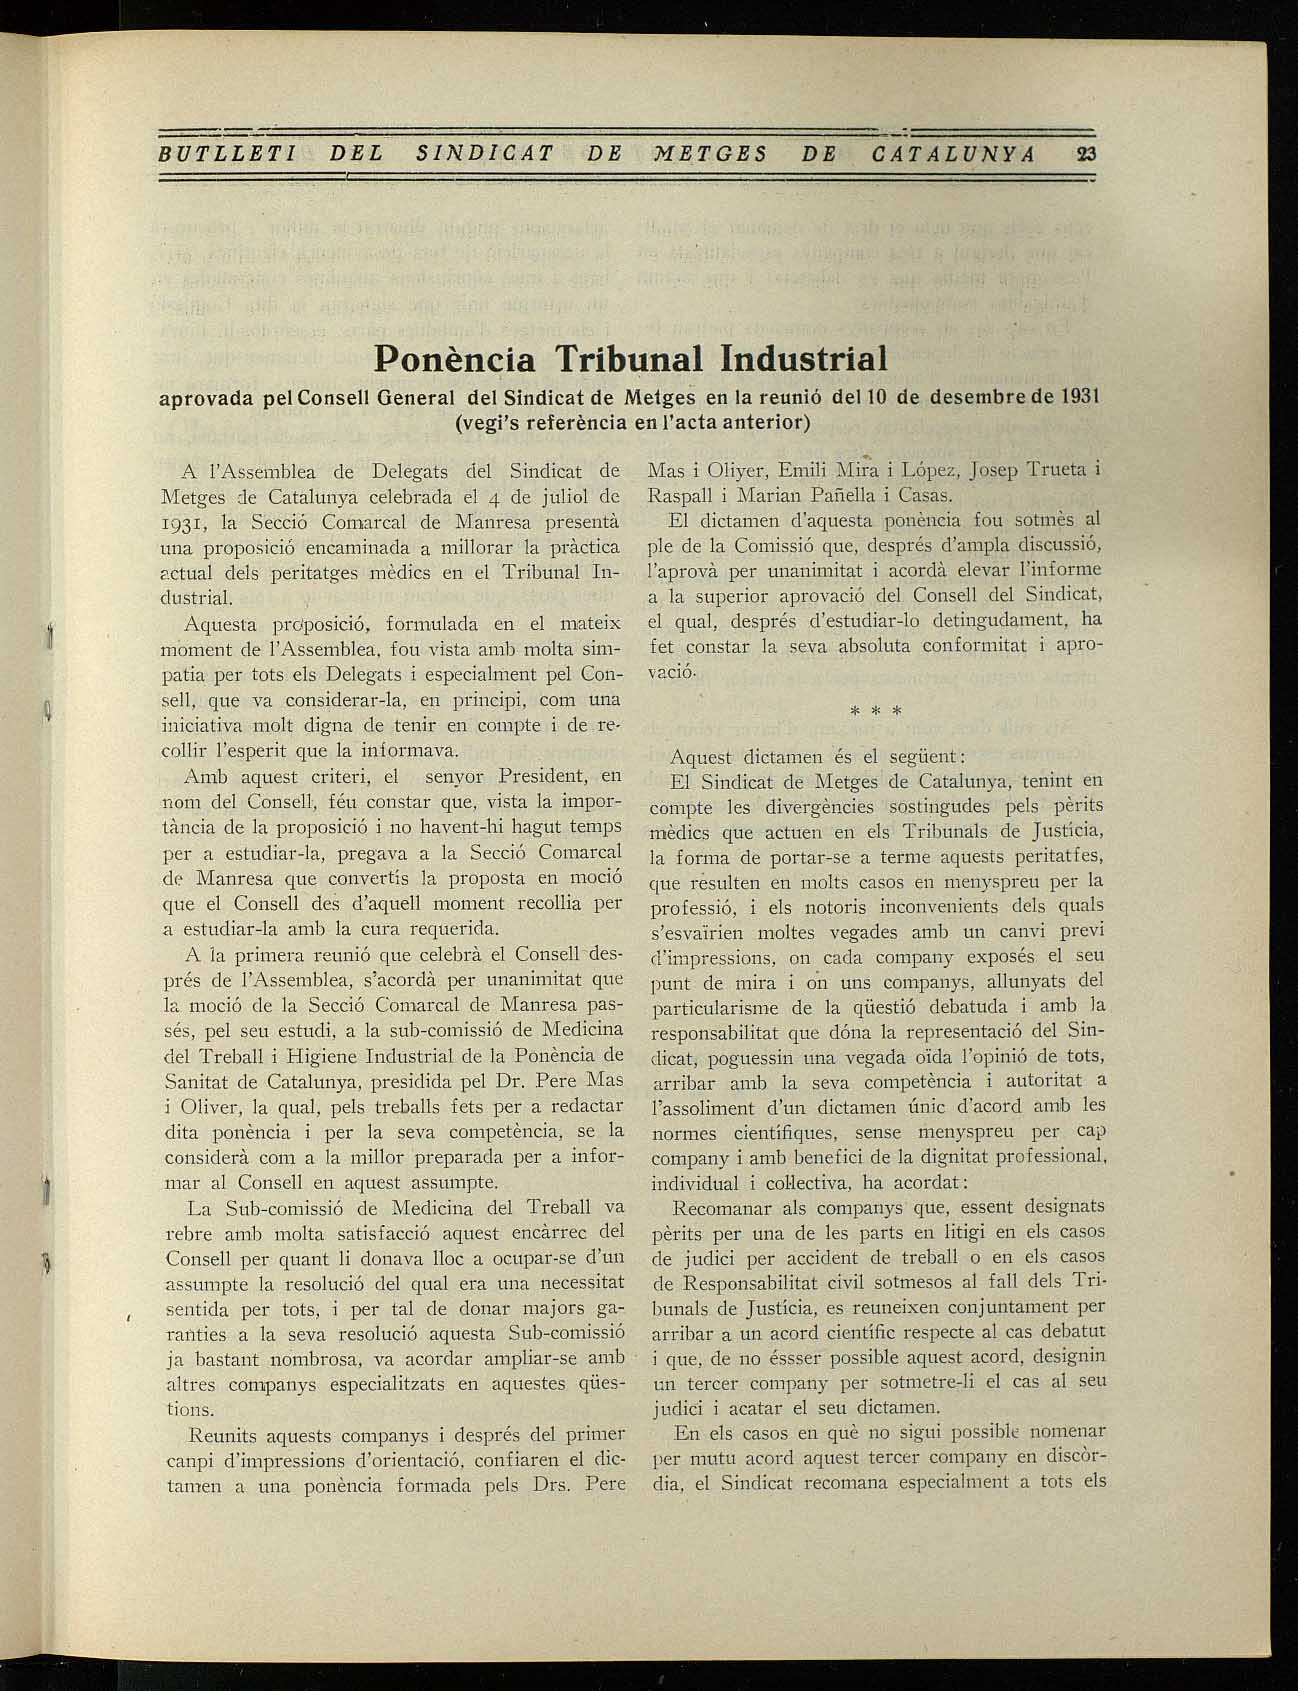 BUTLLETI DEL SINDICAT DE METGES DE CATALUNYA 23
Ponència Tribunal Industrial
aprovada pel Consell General del Sindicat de Metges en la reunió del 10 de desembre de 1931
(vegi's referència en l'acta anterior)
A l'Assemblea de Delegats del Sindicat de
Metges de Catalunya celebrada el 4 de juliol de
1931, la Secció Comarcal de Manresa presentà
una proposició encaminada a millorar la pràctica
actual dels peritatges mèdics en el Tribunal In-
dustrial.
Aquesta proposició, formulada en el mateix
moment de l'Assemblea, fou vista amb molta sim-
patia per tots els Delegats i especialment pel Con-
sell, que va considerar-la, en principi, com una
iniciativa molt digna de tenir en compte i de re-
collir l'esperit que la informava.
Amb aquest criteri, el senyor President, en
nom del Consell, féu constar que, vista la impor-
tància de la proposició i no havent-hi hagut temps
per a estudiar-la, pregava a la Secció Comarcal
de Manresa que convertís la proposta en moció
que el Consell des d'aquell moment recollia per
a estudiar-la amb la cura requerida.
A la primera reunió que celebrà el Consell des-
prés de l'Assemblea, s'acordà per unanimitat que
la moció de la Secció Comarcal de Manresa pas-
sés, pel seu estudi, a la sub-comissió de Medicina
del Treball i Higiene Industrial de la Ponència de
Sanitat de Catalunya, presidida pel Dr. Pere Mas
i Oliver, la qual, pels treballs fets per a redactar
dita ponència i per la seva competència, se la
considerà com a la millor preparada per a infor-
mar al Consell en aquest assumpte.
La Sub-comissió de Medicina del Treball va
rebre amb molta satisfacció aquest encàrrec del
Consell per quant li donava lloc a ocupar-se d'un
assumpte la resolució del qual era una necessitat
sentida per tots, i per tal de donar majors ga-
ranties a la seva resolució aquesta Sub-comissió
ja bastant nombrosa, va acordar ampliar-se amb
altres companys especialitzats en aquestes qües-
tions.
Reunits aquests companys i després del primer
canpi d'impressions d'orientació, confiaren el dic-
tamen a una ponència formada pels Drs. Pere
Mas i Oliyer, Emili Mira i López, Josep Trueta i
Raspall i Marian Pañella i Casas.
El dictamen d'aquesta ponència fou sotmès al
ple de la Comissió que, després d'ampla discussió,
l'aprovà per unanimitat i acordà elevar l'informe
a la superior aprovació del Consell del Sindicat,
el qual, després d'estudiar-lo detingudament, ha
fet constar la seva absoluta conformitat i apro-
vació.
* * *
Aquest dictamen és el següent:
El Sindicat de Metges de Catalunya, tenint en
compte les divergències sostingudes pels pèrits
mèdics que actuen en els Tribunals de Justícia,
la forma de portar-se a terme aquests peritatfes,
que resulten en molts casos en menyspreu per la
professió, i els notoris inconvenients dels quals
s'esvaïrien moltes vegades amb un canvi previ
d'impressions, on cada company exposés el seu
punt de mira i on uns companys, allunyats del
particularisme de la qüestió debatuda i amb la
responsabilitat que dóna la representació del Sin-
dicat, poguessin una vegada oïda l'opinió de tots,
arribar amb la seva competència i autoritat a
l'assoliment d'un dictamen únic d'acord amb les
normes científiques, sense menyspreu per cap
company i amb benefici de la dignitat professional,
individual i col·lectiva, ha acordat:
Recomanar als companys que, essent designats
pèrits per una de les parts en litigi en els casos
de judici per accident de treball o en els casos
de Responsabilitat civil sotmesos al fall dels Tri-
bunals de Justícia, es reuneixen conjuntament per
arribar a un acord científic respecte al cas debatut
i que, de no éssser possible aquest acord, designin
un tercer company per sotmetre-li el cas al seu
judici i acatar el seu dictamen.
En els casos en què no sigui possible nomenar
per mutu acord aquest tercer company en discòr-
dia, el Sindicat recomana especialment a tots els